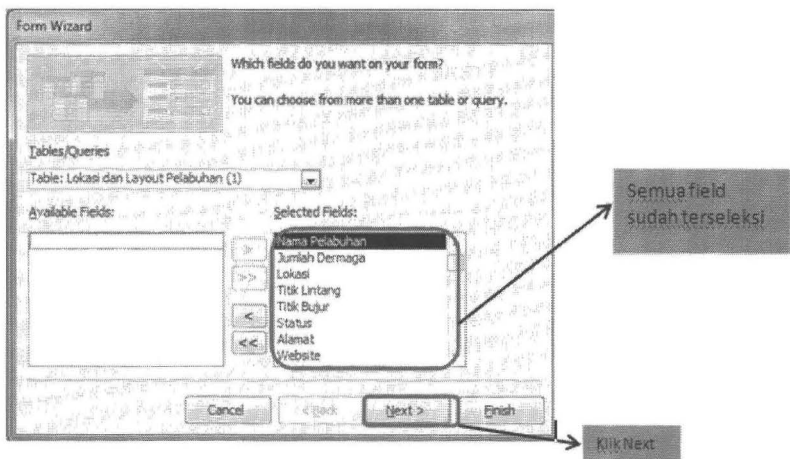 Form Wizard
Which fields do you want on your form?
You can choose from more than one table or query.
Tables/Queries
Table: Lokasi dan Layout Pelabuhan (1)
Available Fields:
Selected Fields:
Nama Pelabuhan
Jumlah Dermaga
Lokasi
Titik Lintang
Titik Bujur
Status
Alamat
Website
>
>>
<
<<
Cancel
< Back
Next >
Finish
Semua field
sudah terseleksi
Klik Next